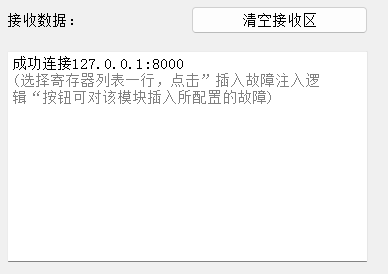 接收数据：
清空接收区
成功连接127.0.0.1:8000
(选择寄存器列表一行，点击”插入故障注入逻
辑“按钮可对该模块插入所配置的故障)